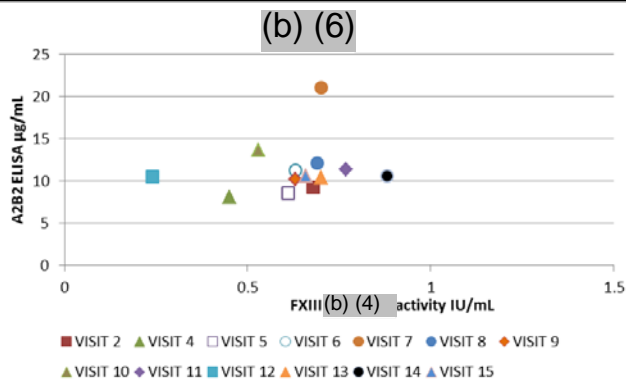 (b) (6)
25
20
15
10
5
0
A2B2 ELISA µg/mL
0 0.5 1 1.5
FXIII (b) (4) activity IU/mL
VISIT 2 VISIT 4 VISIT 5 VISIT 6 VISIT 7 VISIT 8 VISIT 9
VISIT 10 VISIT 11 VISIT 12 VISIT 13 VISIT 14 VISIT 15